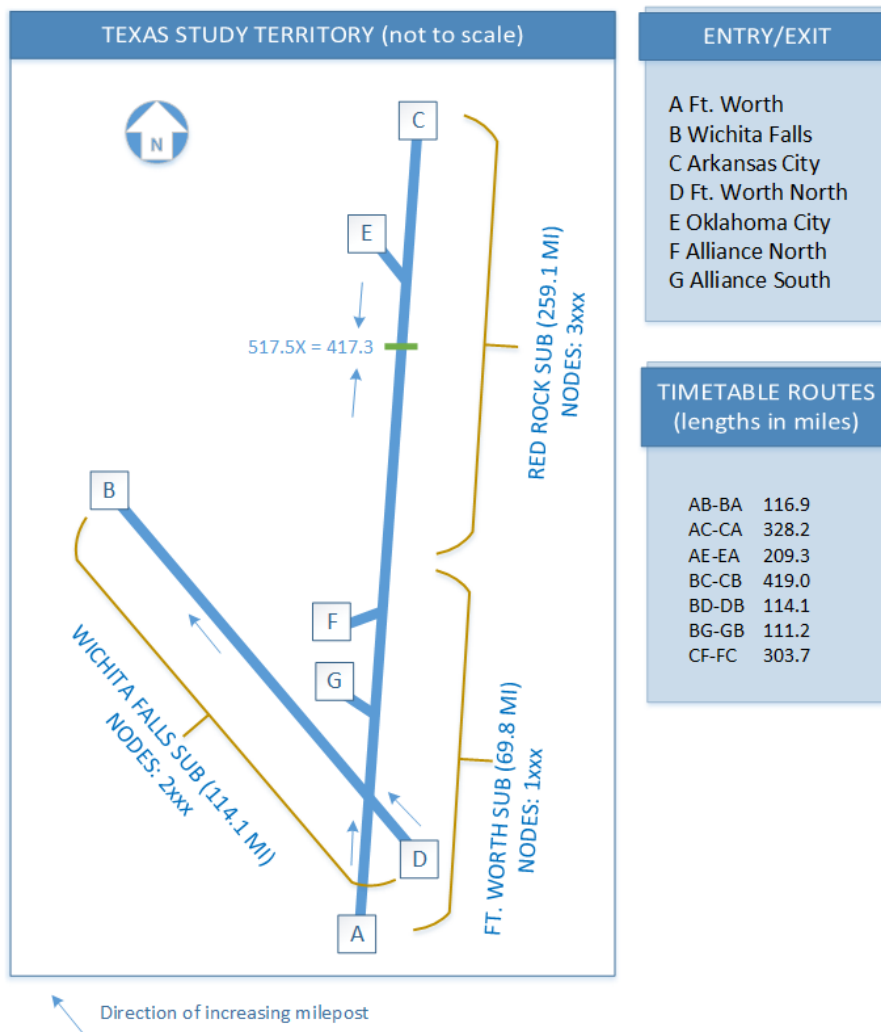 TEXAS STUDY TERRITORY (not to scale)
N
C
E
517.5X = 417.3
RED ROCK SUB (259.1 MI)
NODES: 3xxx
B
F
G
WICHITA FALLS SUB (114.1 MI)
NODES: 2xxx
FT. WORTH SUB (69.8 MI)
NODES: 1xxx
D
A
Direction of increasing milepost
ENTRY/EXIT
A Ft. Worth
B Wichita Falls
C Arkansas City
D Ft. Worth North
E Oklahoma City
F Alliance North
G Alliance South
TIMETABLE ROUTES
(lengths in miles)
AB-BA 116.9
AC-CA 328.2
AE-EA 209.3
BC-CB 419.0
BD-DB 114.1
BG-GB 111.2
CF-FC 303.7